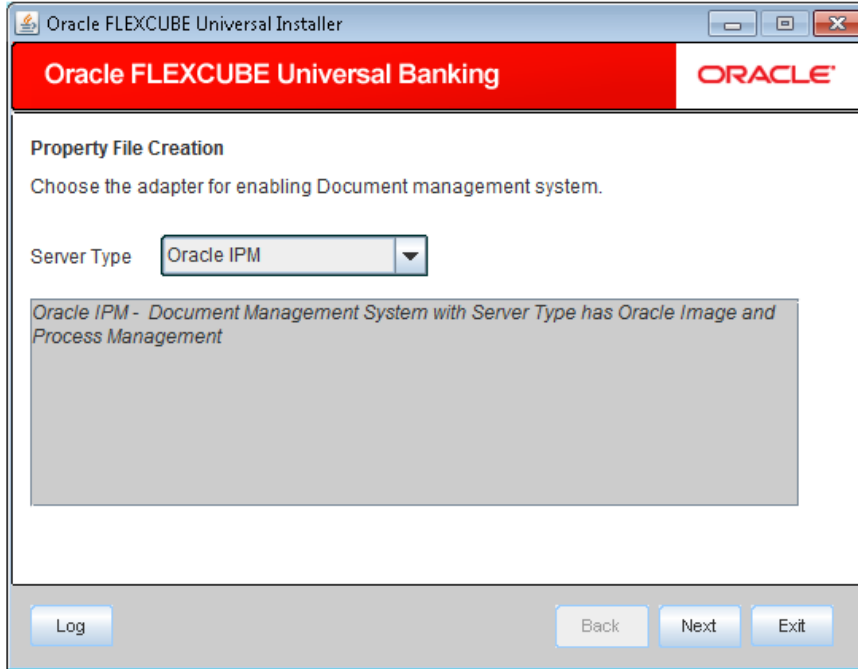 Oracle FLEXCUBE Universal Installer
Oracle FLEXCUBE Universal Banking
ORACLE
Property File Creation
Choose the adapter for enabling Document management system.
Server Type Oracle IPM
Oracle IPM - Document Management System with Server Type has Oracle Image and
Process Management
Log Back Next Exit